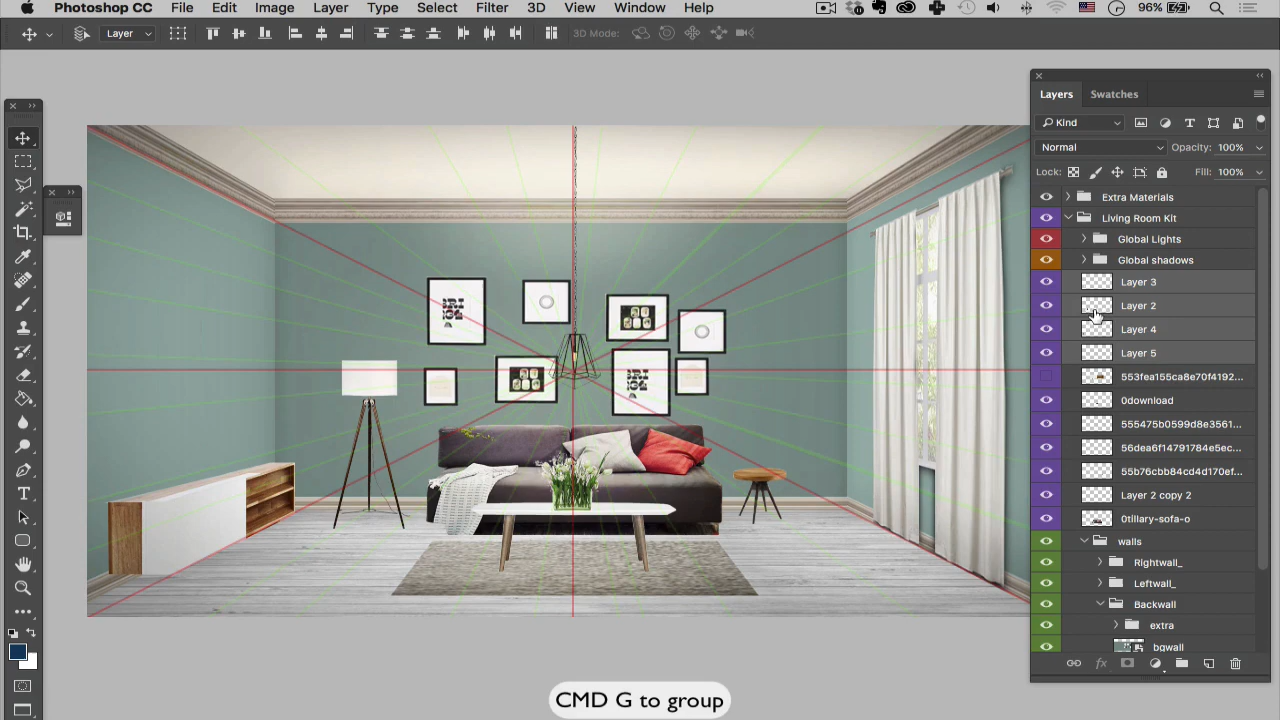 Photoshop CC File Edit Image Layer Type Select Filter 3D View Window Help 96%
Layer 3D Mode:
Layers Swatches
Kind
Normal Opacity: 100%
Lock: Fill: 100%
Extra Materials
Living Room Kit
Global Lights
Global shadows
Layer 3
Layer 2
Layer 4
Layer 5
553fea155ca8e70f4192...
0download
555475b0599d8e3561...
56dea6f14791784e5ec...
55b76cbb84cd4d170ef...
Layer 2 copy 2
0tillary-sofa-o
walls
Rightwall_
Leftwall_
Backwall
extra
bgwall
CMD G to group